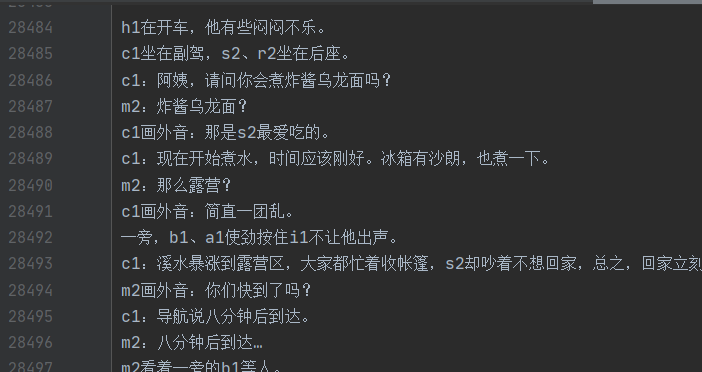 28484 h1在开车，他有些闷闷不乐。
28485 c1坐在副驾，s2、r2坐在后座。
28486 c1：阿姨，请问你会煮炸酱乌龙面吗？
28487 m2：炸酱乌龙面？
28488 c1画外音：那是s2最爱吃的。
28489 c1：现在开始煮水，时间应该刚好。冰箱有沙朗，也煮一下。
28490 m2：那么露营？
28491 c1画外音：简直一团乱。
28492 一旁，b1、a1使劲按住i1不让他出声。
28493 c1：溪水暴涨到露营区，大家都忙着收帐篷，s2却吵着不想回家，总之，回家立刻
28494 m2画外音：你们快到了吗？
28495 c1：导航说八分钟后到达。
28496 m2：八分钟后到达…
28497 m2看着一旁的b1等人。